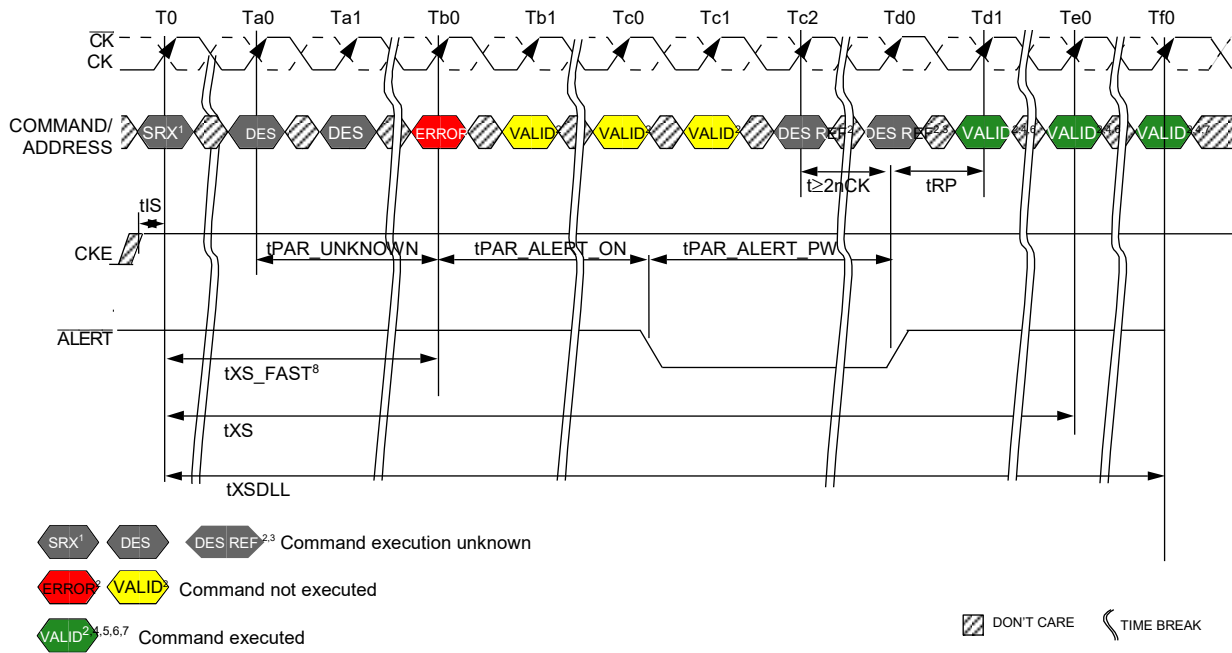 T0 Ta0 Ta1 Tb0 Tb1 Tc0 Tc1 Tc2 Td0 Td1 Te0 Tf0
CK
CK
COMMAND/
ADDRESS
SRX¹ DES DES ERROR VALID² VALID² VALID² DES REF² DES REF²,³ VALID²,⁴,⁶ VALID²,⁴,⁶ VALID²,⁴,⁷
t≥2nCK tRP
tIS
CKE
tPAR_UNKNOWN tPAR_ALERT_ON tPAR_ALERT_PW
ALERT
tXS_FAST⁸
tXS
tXSDLL
SRX¹ DES DES REF²,³ Command execution unknown
ERROR² VALID² Command not executed
VALID²,⁴,⁵,⁶,⁷ Command executed
DON'T CARE TIME BREAK